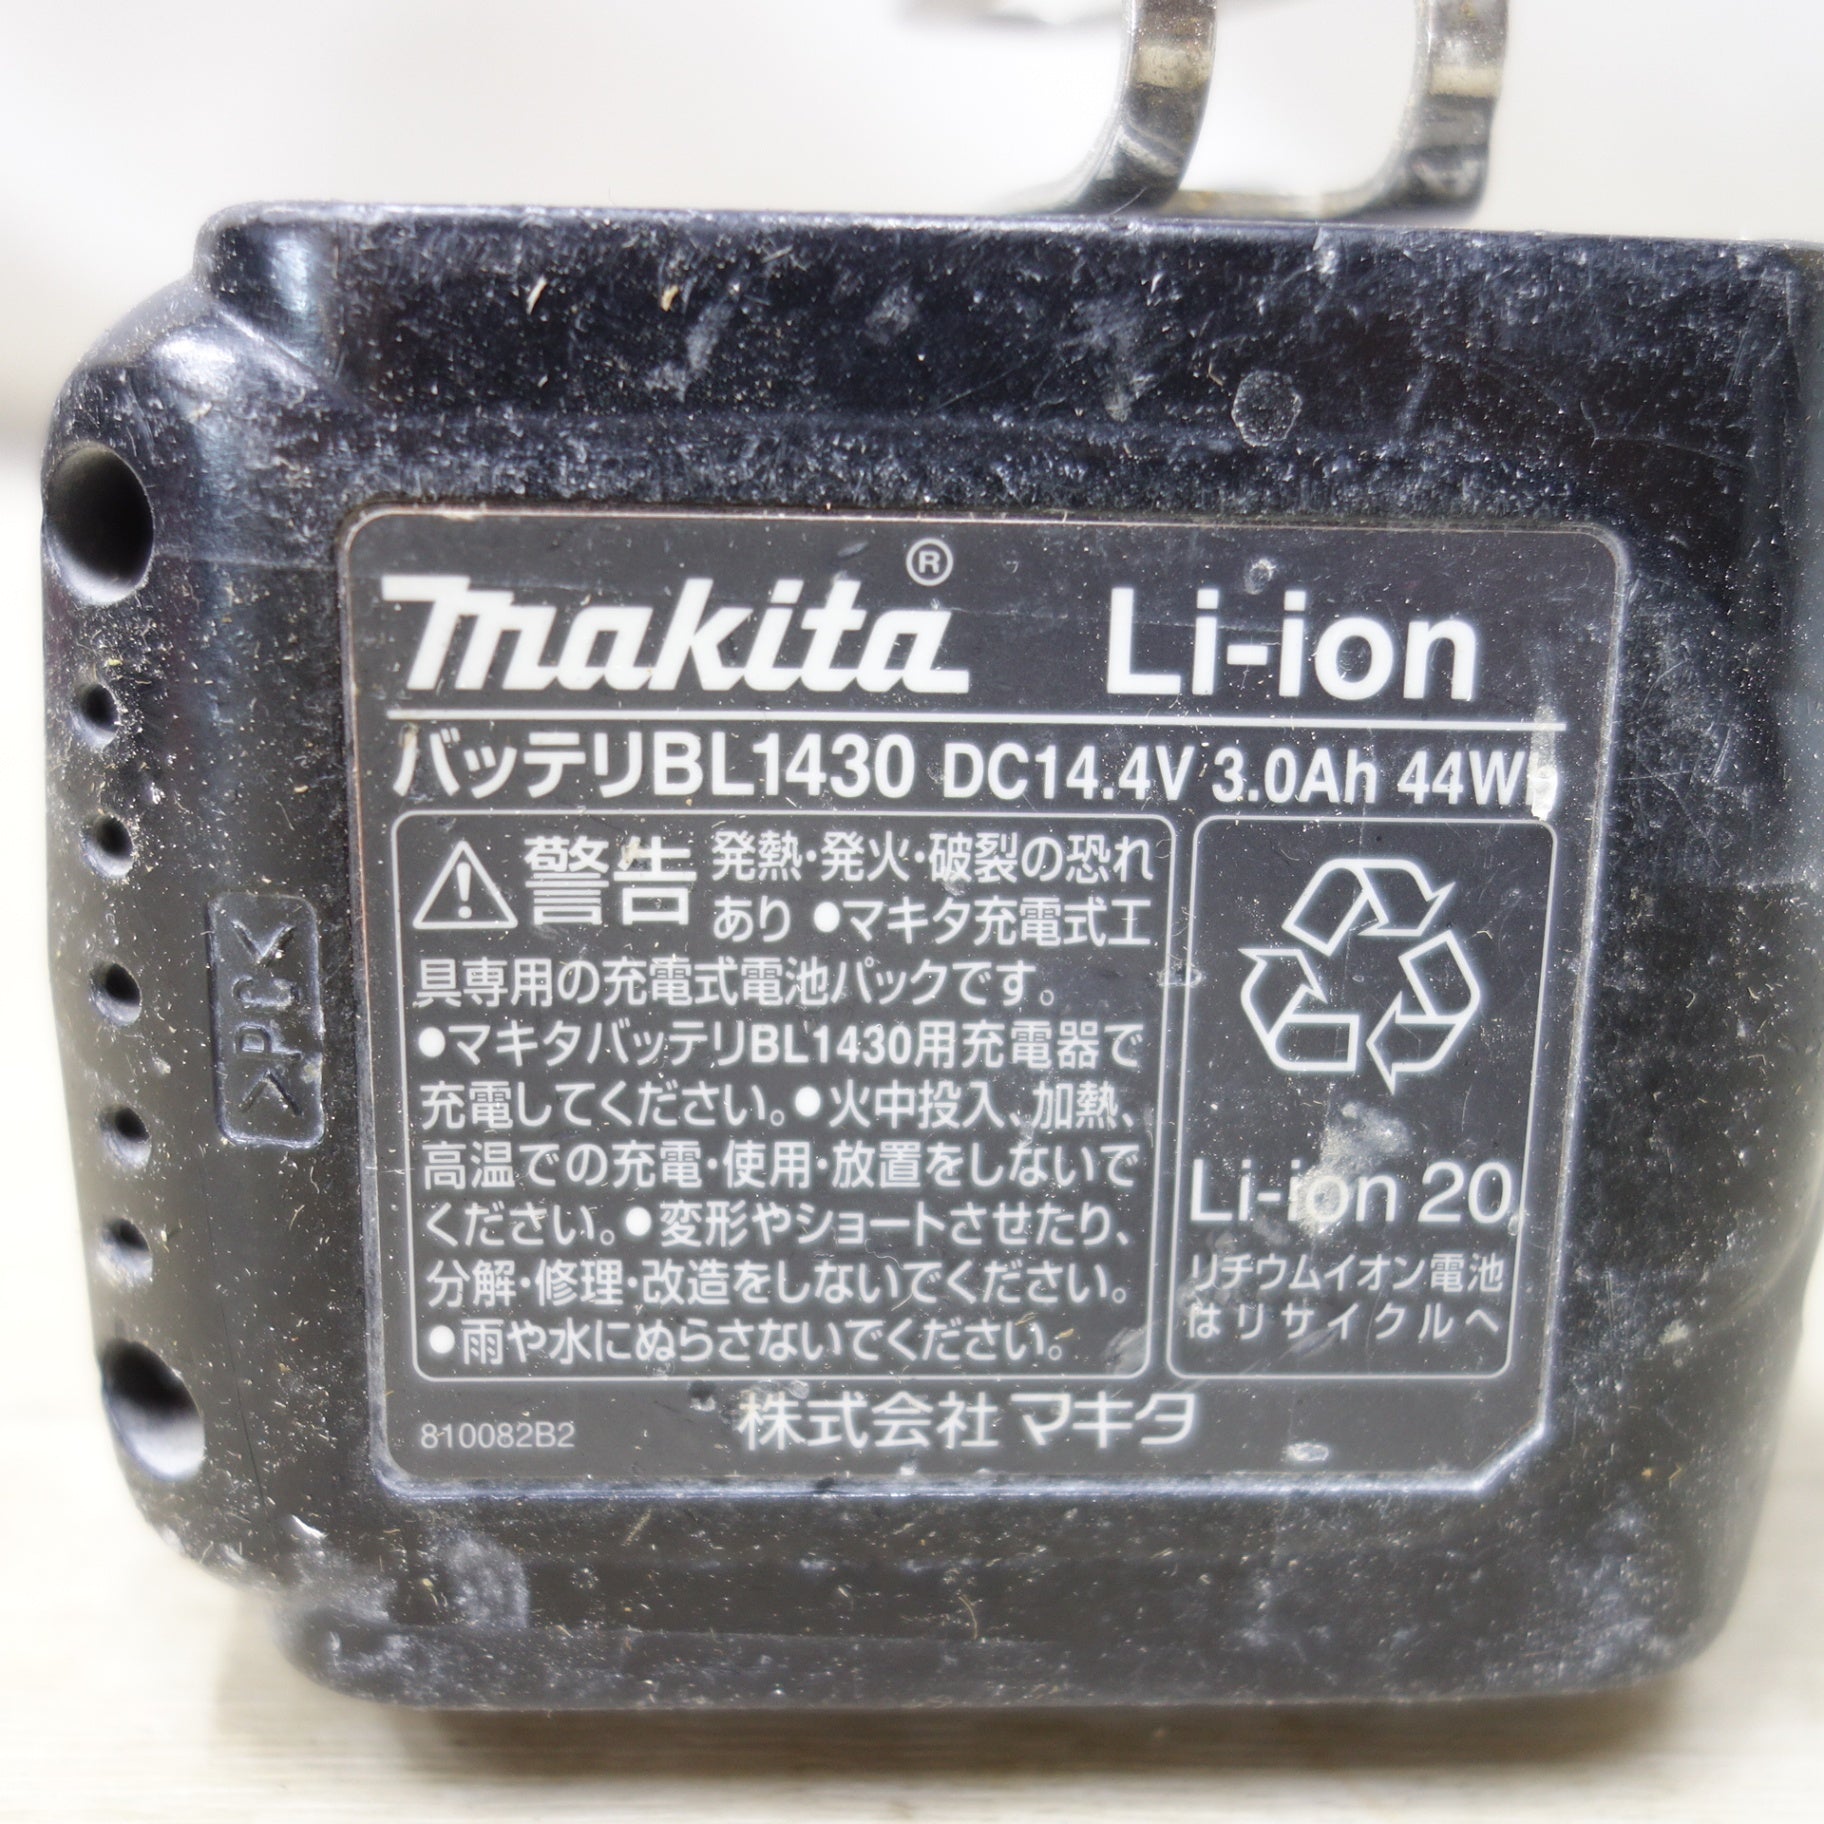 makita® Li-ion
バッテリBL1430 DC14.4V 3.0Ah 44Wh
警告 発熱・発火・破裂の恐れ
あり ●マキタ充電式工
具専用の充電式電池パックです。
●マキタバッテリBL1430用充電器で
充電してください。●火中投入、加熱、
高温での充電・使用・放置をしないで
ください。●変形やショートさせたり、
分解・修理・改造をしないでください。
●雨や水にぬらさないでください。
Li-ion 20
リチウムイオン電池
はリサイクルへ
810082B2 株式会社マキタ
>PC<